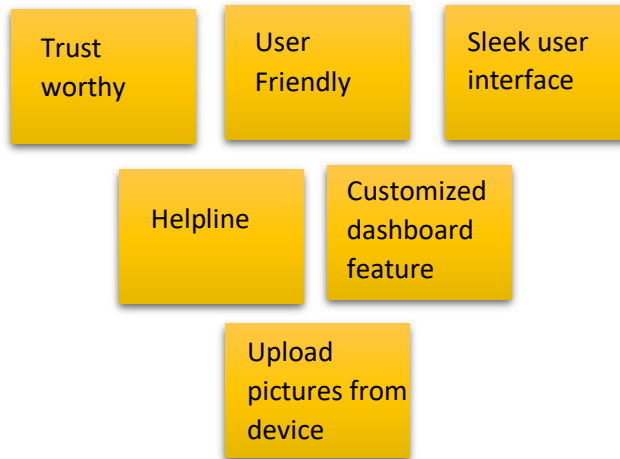 Trust
worthy
User
Friendly
Sleek user
interface
Helpline
Customized
dashboard
feature
Upload
pictures from
device